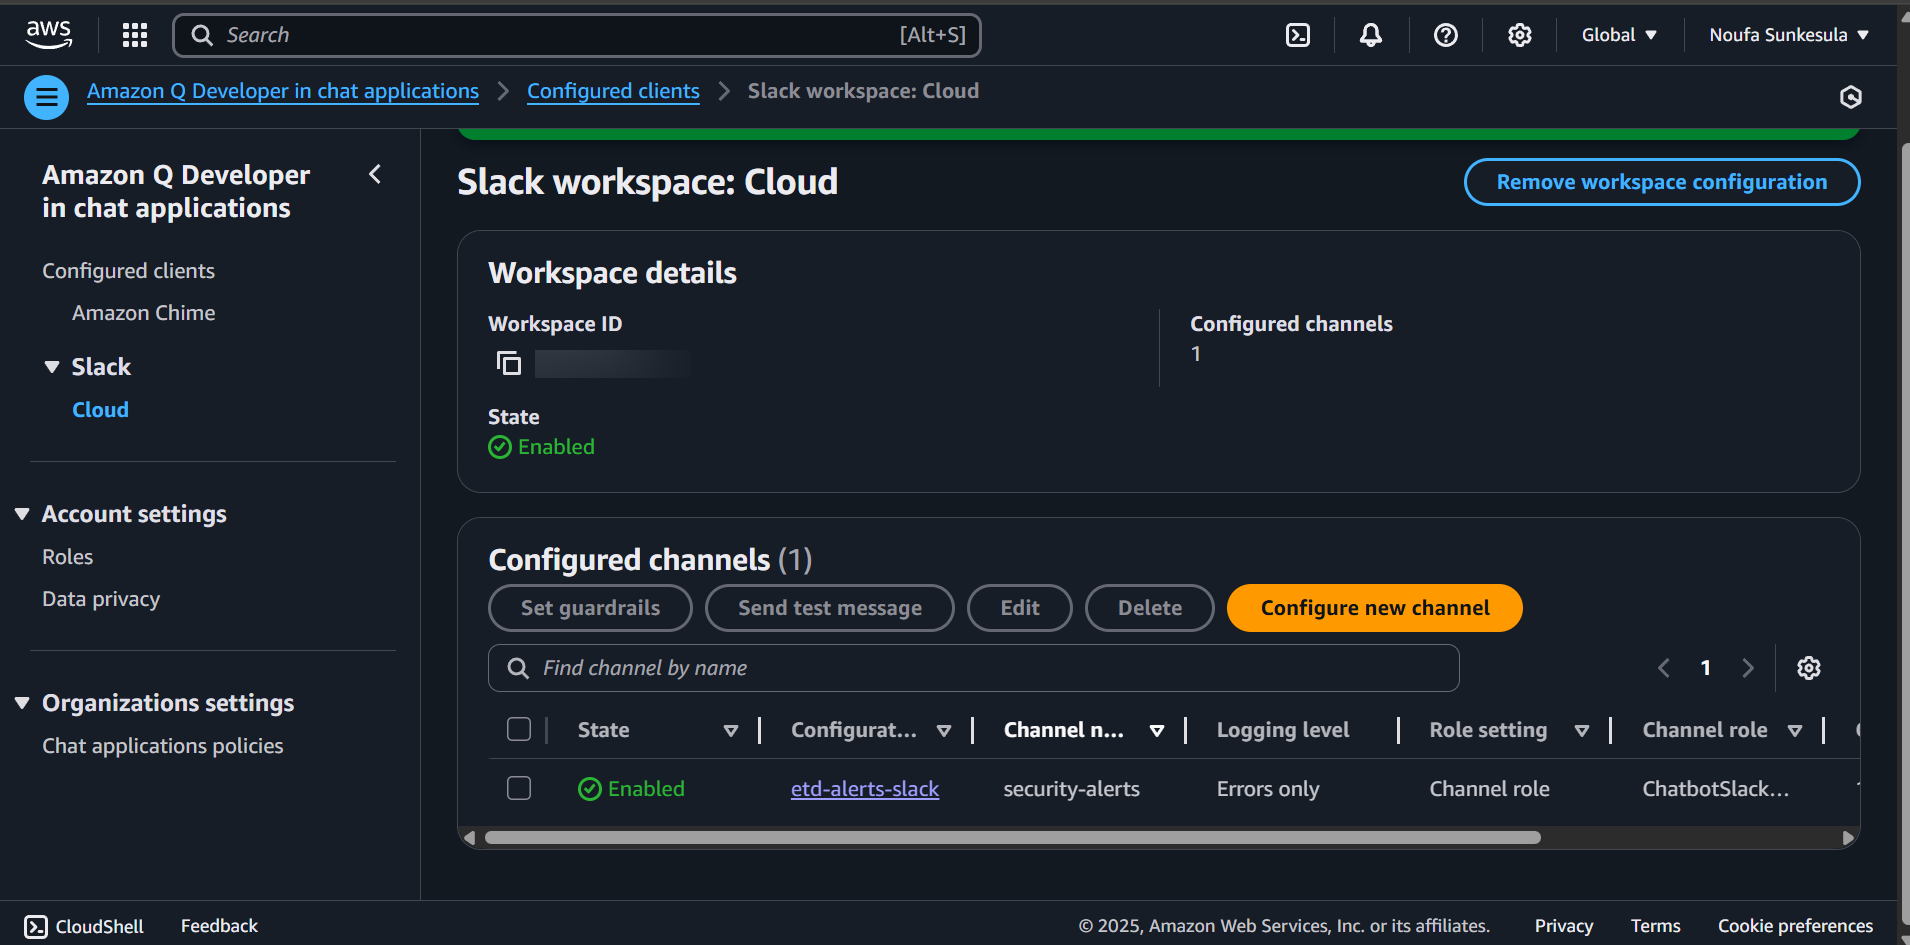 aws
Search
[Alt+S]
Global
Noufa Sunkesula
Amazon Q Developer in chat applications
Configured clients
Slack workspace: Cloud
Amazon Q Developer
in chat applications
Configured clients
Amazon Chime
Slack
Cloud
Account settings
Roles
Data privacy
Organizations settings
Chat applications policies
Slack workspace: Cloud
Remove workspace configuration
Workspace details
Workspace ID
Configured channels
1
State
Enabled
Configured channels (1)
Set guardrails
Send test message
Edit
Delete
Configure new channel
Find channel by name
1
State
Configurat...
Channel n...
Logging level
Role setting
Channel role
Enabled
etd-alerts-slack
security-alerts
Errors only
Channel role
ChatbotSlack...
CloudShell
Feedback
© 2025, Amazon Web Services, Inc. or its affiliates.
Privacy
Terms
Cookie preferences